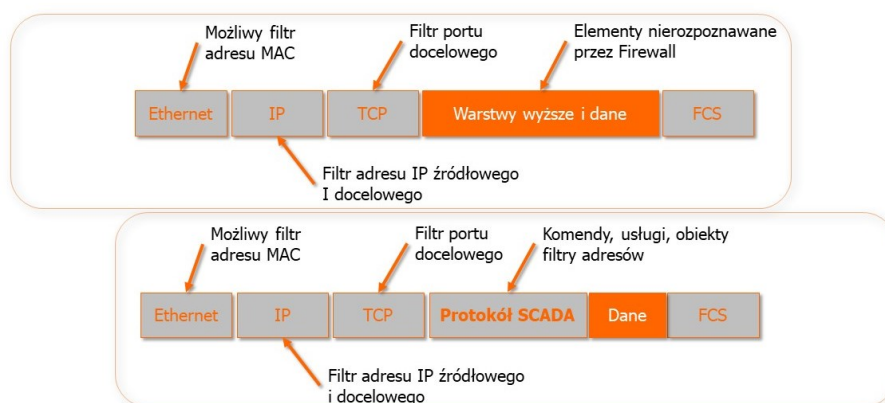 Możliwy filtr
adresu MAC
Filtr portu
docelowego
Elementy nierozpoznawane
przez Firewall
Ethernet
IP
TCP
Warstwy wyższe i dane
FCS
Filtr adresu IP źródłowego
I docelowego
Możliwy filtr
adresu MAC
Filtr portu
docelowego
Komendy, usługi, obiekty
filtry adresów
Ethernet
IP
TCP
Protokół SCADA
Dane
FCS
Filtr adresu IP źródłowego
i docelowego